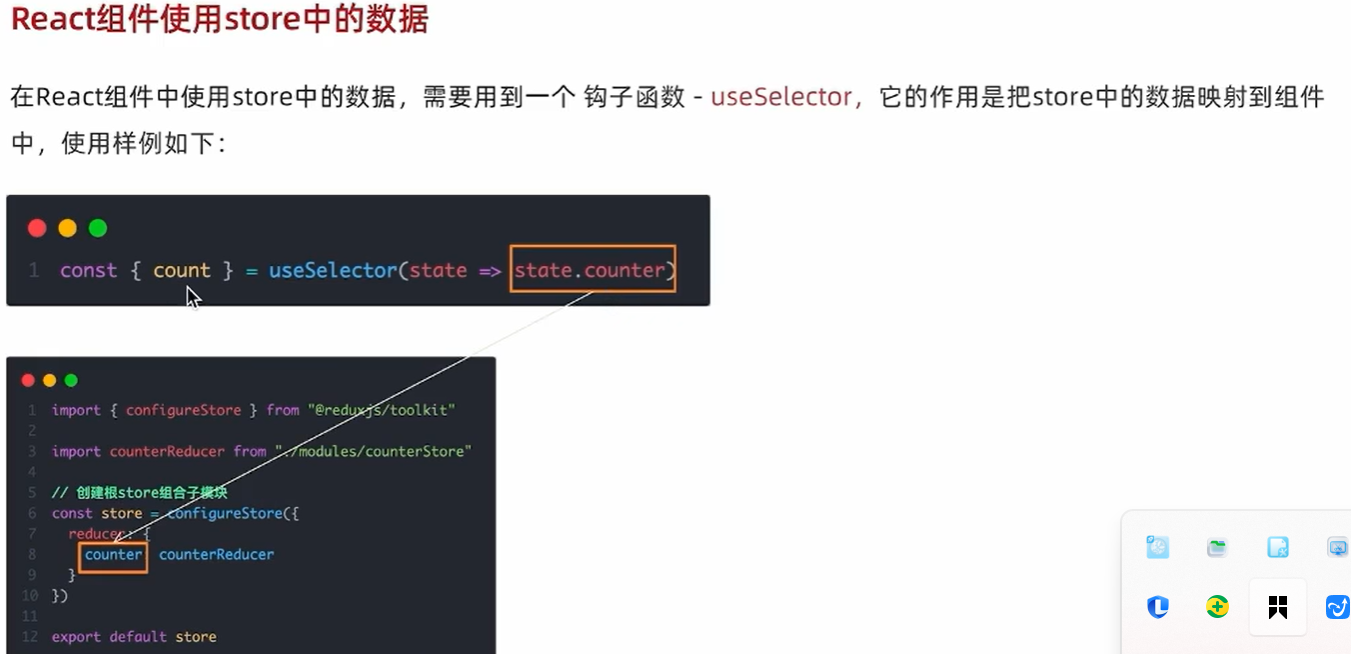 React组件使用store中的数据
在React组件中使用store中的数据，需要用到一个 钩子函数 - useSelector，它的作用是把store中的数据映射到组件
中，使用样例如下：
1 const { count } = useSelector(state => state.counter)
1 import { configureStore } from "@reduxjs/toolkit"
2
3 import counterReducer from "./modules/counterStore"
4
5 // 创建根store组合子模块
6 const store = configureStore({
7 reducer: {
8 counter counterReducer
9 }
10 })
11
12 export default store